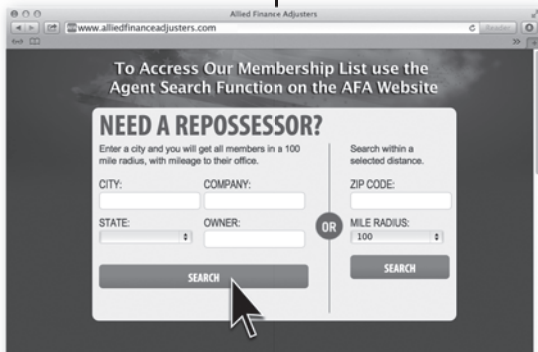 Allied Finance Adjusters
www.alliedfinanceadjusters.com
Reader
To Accress Our Membership List use the
Agent Search Function on the AFA Website
NEED A REPOSSESSOR?
Enter a city and you will get all members in a 100
mile radius, with mileage to their office.
CITY:
COMPANY:
STATE:
OWNER:
SEARCH
OR
Search within a
selected distance.
ZIP CODE:
MILE RADIUS:
100
SEARCH